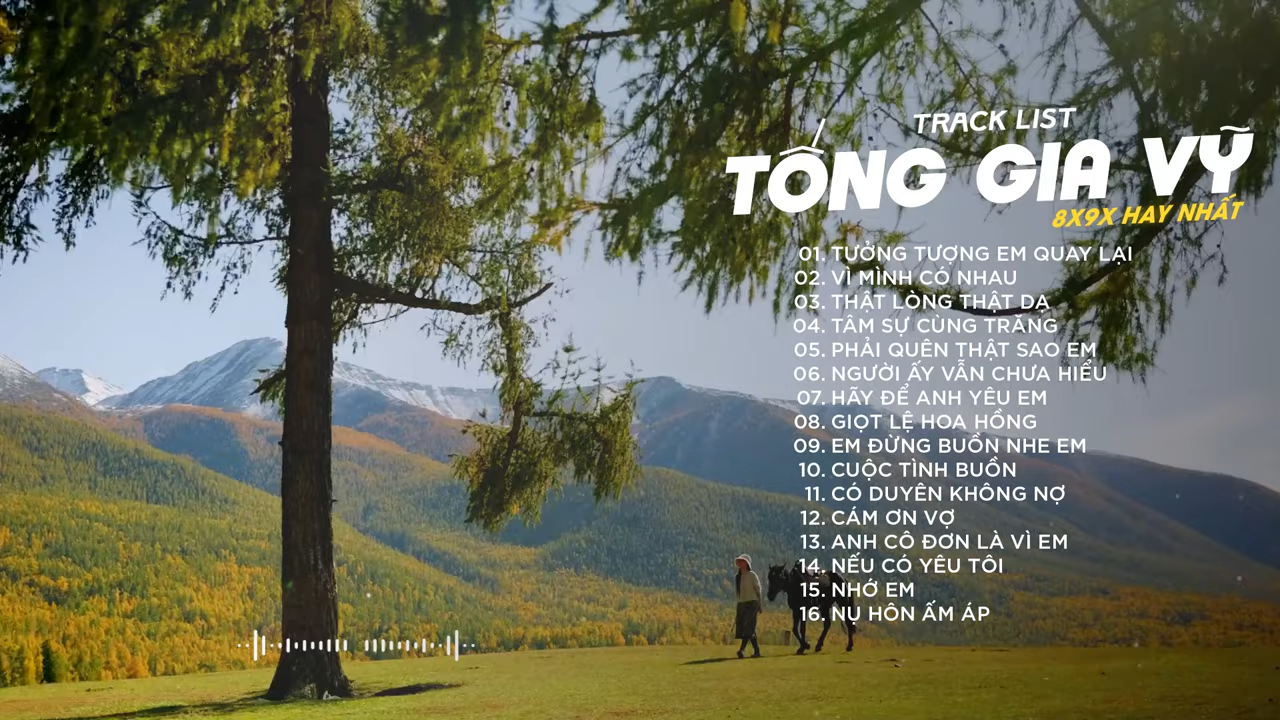 TRACK LIST
TỐNG GIA VỸ
8X9X HAY NHẤT
01. TƯỞNG TƯỢNG EM QUAY LẠI
02. VÌ MÌNH CÓ NHAU
03. THẬT LÒNG THẬT DẠ
04. TÂM SỰ CÙNG TRĂNG
05. PHẢI QUÊN THẬT SAO EM
06. NGƯỜI ẤY VẪN CHƯA HIỂU
07. HÃY ĐỂ ANH YÊU EM
08. GIỌT LỆ HOA HỒNG
09. EM ĐỪNG BUỒN NHE EM
10. CUỘC TÌNH BUỒN
11. CÓ DUYÊN KHÔNG NỢ
12. CÁM ƠN VỢ
13. ANH CÔ ĐƠN LÀ VÌ EM
14. NẾU CÓ YÊU TÔI
15. NHỚ EM
16. NỤ HÔN ẤM ÁP